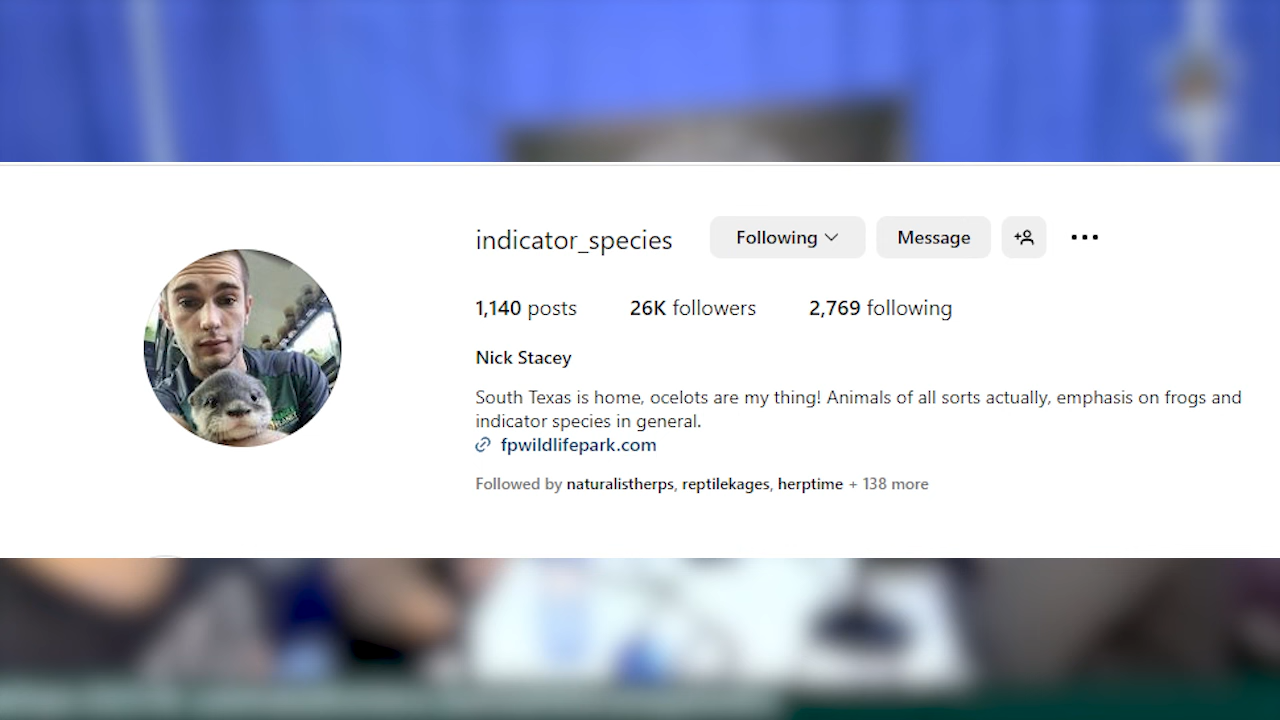 indicator_species Following Message
1,140 posts 26K followers 2,769 following
Nick Stacey
South Texas is home, ocelots are my thing! Animals of all sorts actually, emphasis on frogs and
indicator species in general.
fpwildlifepark.com
Followed by naturalistherps, reptilekages, herptime + 138 more